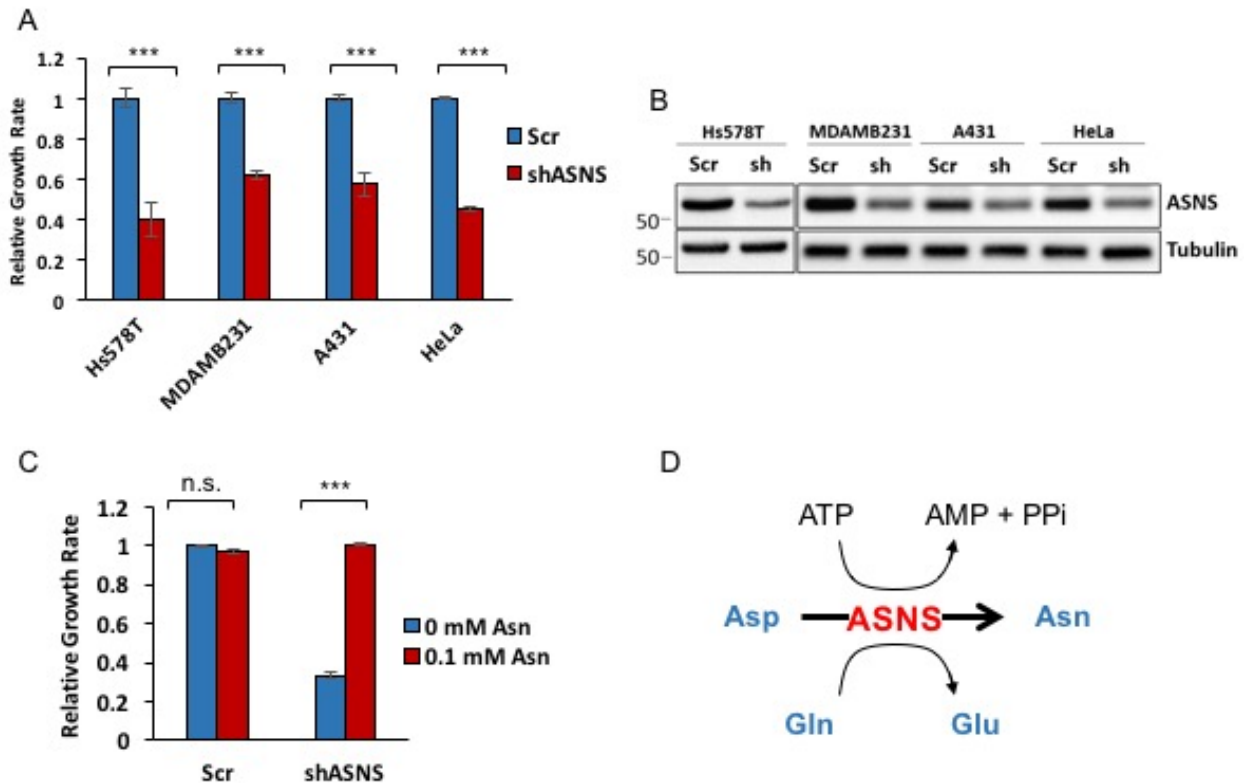 A
*** *** *** ***
1.2
1
0.8
0.6
0.4
0.2
0
Relative Growth Rate
Scr
shASNS
Hs578T
MDAMB231
A431
HeLa
B
Hs578T MDAMB231 A431 HeLa
Scr sh Scr sh Scr sh Scr sh
ASNS
50
Tubulin
50
C
n.s. ***
1.2
1
0.8
0.6
0.4
0.2
0
Relative Growth Rate
0 mM Asn
0.1 mM Asn
Scr shASNS
D
ATP AMP + PPi
Asp ASNS Asn
Gln Glu